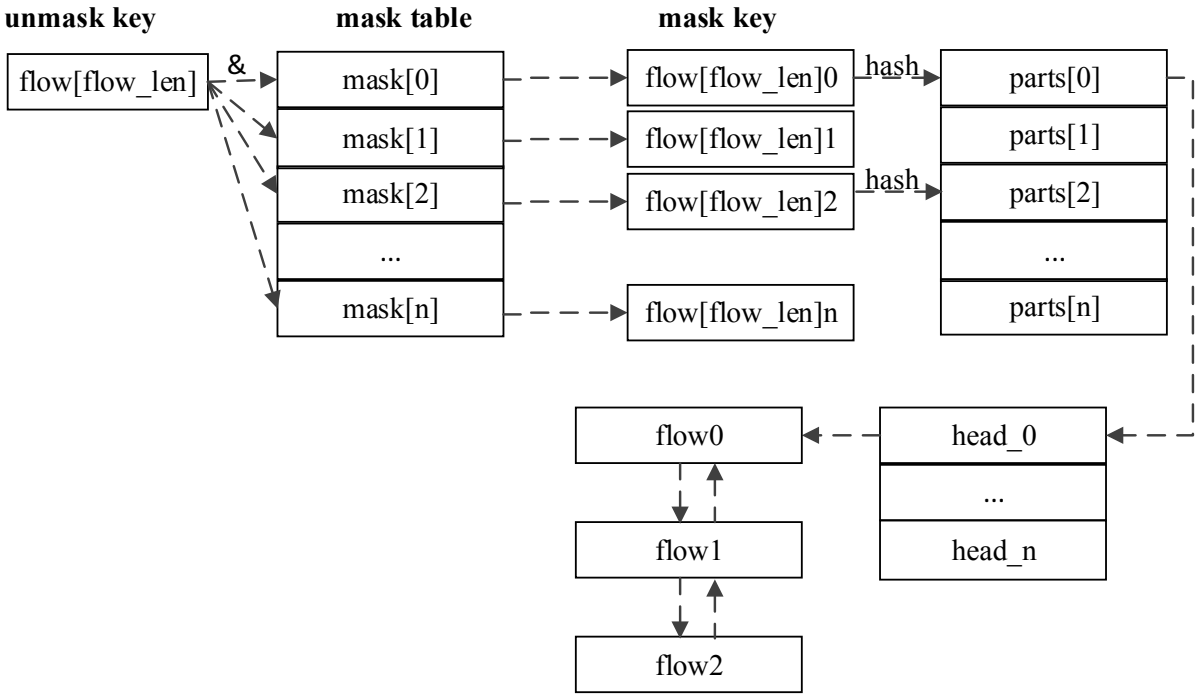 unmask key
mask table
mask key
flow[flow_len]
&
mask[0]
mask[1]
mask[2]
...
mask[n]
flow[flow_len]0
flow[flow_len]1
flow[flow_len]2
flow[flow_len]n
hash
hash
parts[0]
parts[1]
parts[2]
...
parts[n]
flow0
flow1
flow2
head_0
...
head_n